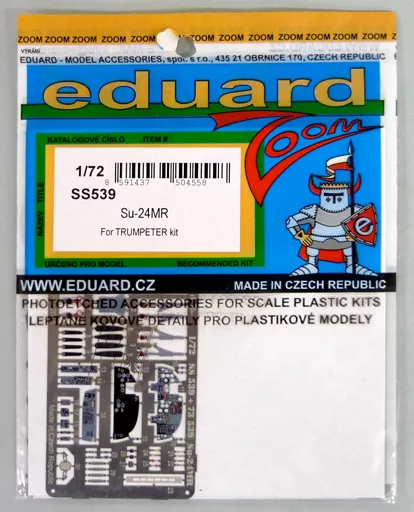 ZOOM ZOOM ZOOM ZOOM ZOOM ZOOM ZOOM ZOOM ZOOM ZOOM ZOOM
VYRÁBÍ
EDUARD - MODEL ACCESSORIES, spol. s r.o., 435 21 OBRNICE 170, CZECH REPUBLIC
eduard
Zoom
KATALOGOVÉ ČÍSLO ITEM #
1/72
8 591437 504558
SS539
Su-24MR
For TRUMPETER kit
NÁZEV TITLE
URČENO PRO MODEL RECOMMENDED KIT
WWW.EDUARD.CZ
MADE IN CZECH REPUBLIC
PHOTOETCHED ACCESSORIES FOR SCALE PLASTIC KITS
LEPTANÉ KOVOVÉ DETAILY PRO PLASTIKOVÉ MODELY
1/72 SS 539 + 73 539 Su-24MR
Made in Czech Republic